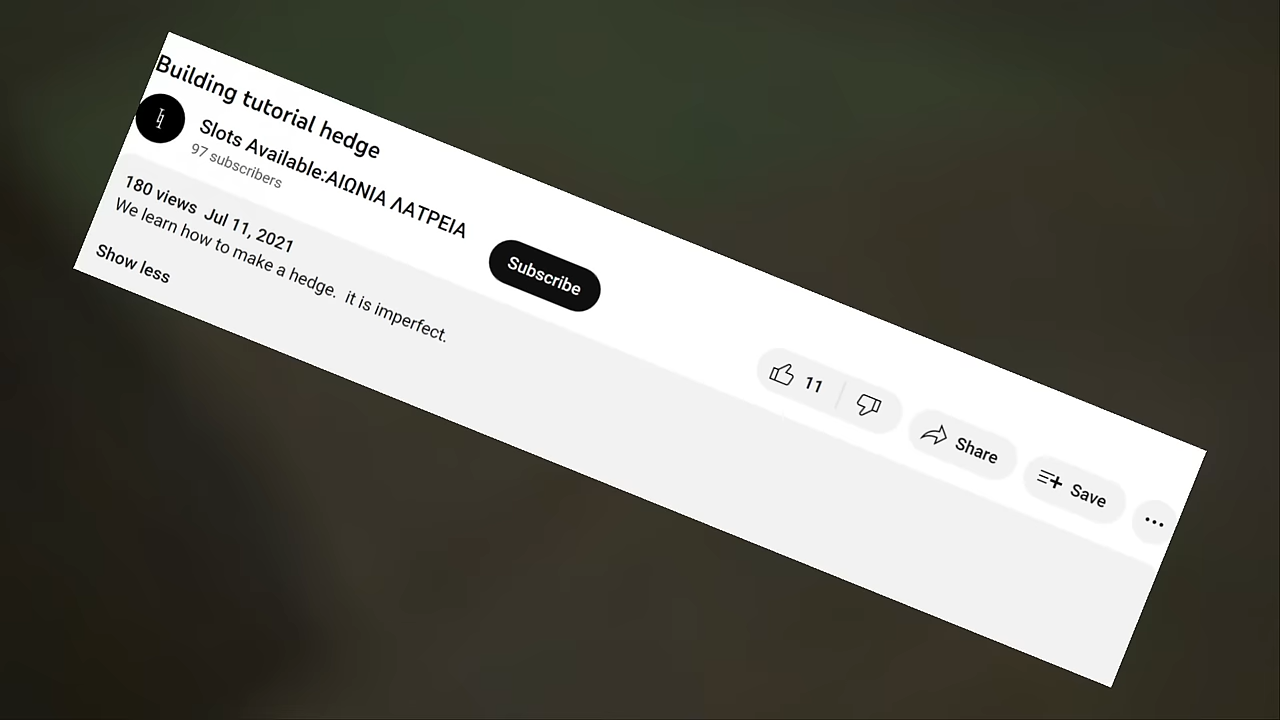 Building tutorial hedge
Slots Available:ΑΙΩΝΙΑ ΛΑΤΡΕΙΑ
97 subscribers
Subscribe
11
Share
Save
180 views Jul 11, 2021
We learn how to make a hedge.  it is imperfect.
Show less